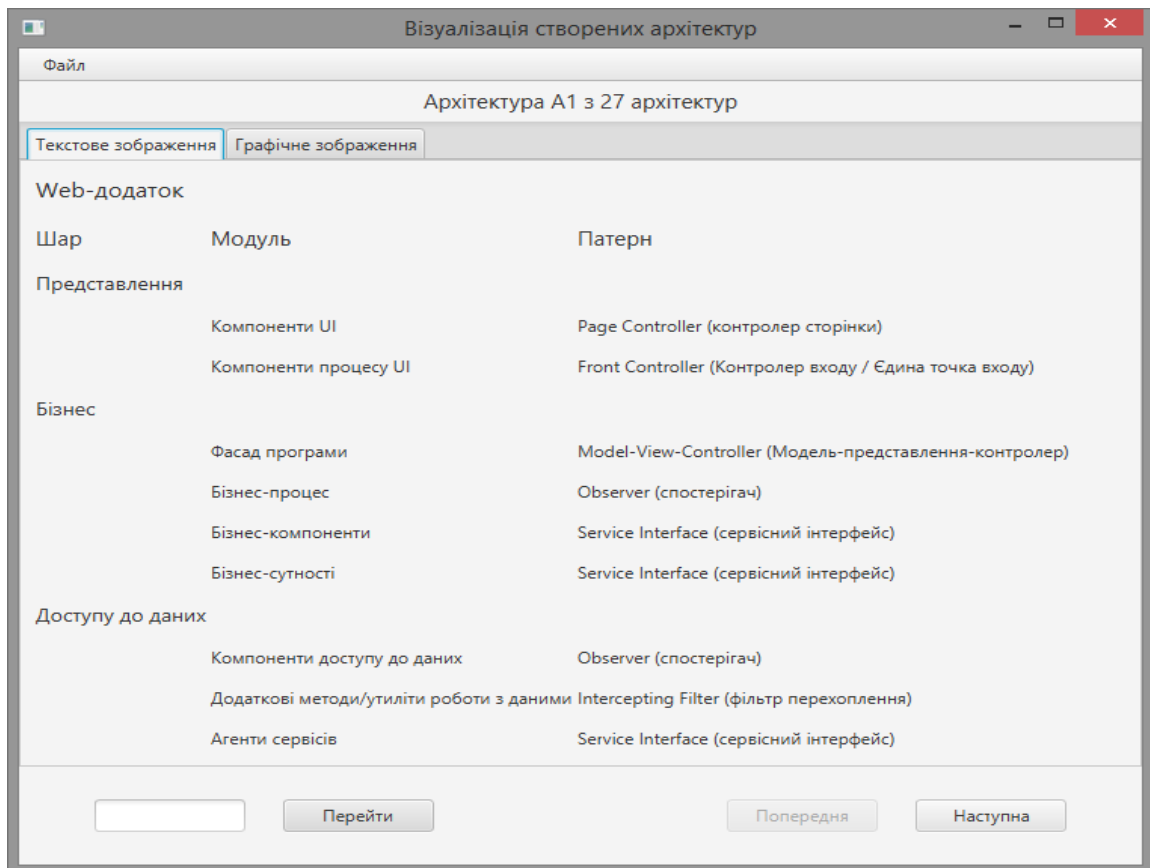 Візуалізація створених архітектур
Файл
Архітектура А1 з 27 архітектур
Текстове зображення Графічне зображення
Web-додаток
Шар Модуль Патерн
Представлення
Компоненти UI Page Controller (контролер сторінки)
Компоненти процесу UI Front Controller (Контролер входу / Єдина точка входу)
Бізнес
Фасад програми Model-View-Controller (Модель-представлення-контролер)
Бізнес-процес Observer (спостерігач)
Бізнес-компоненти Service Interface (сервісний інтерфейс)
Бізнес-сутності Service Interface (сервісний інтерфейс)
Доступу до даних
Компоненти доступу до даних Observer (спостерігач)
Додаткові методи/утиліти роботи з даними Intercepting Filter (фільтр перехоплення)
Агенти сервісів Service Interface (сервісний інтерфейс)
Перейти Попередня Наступна